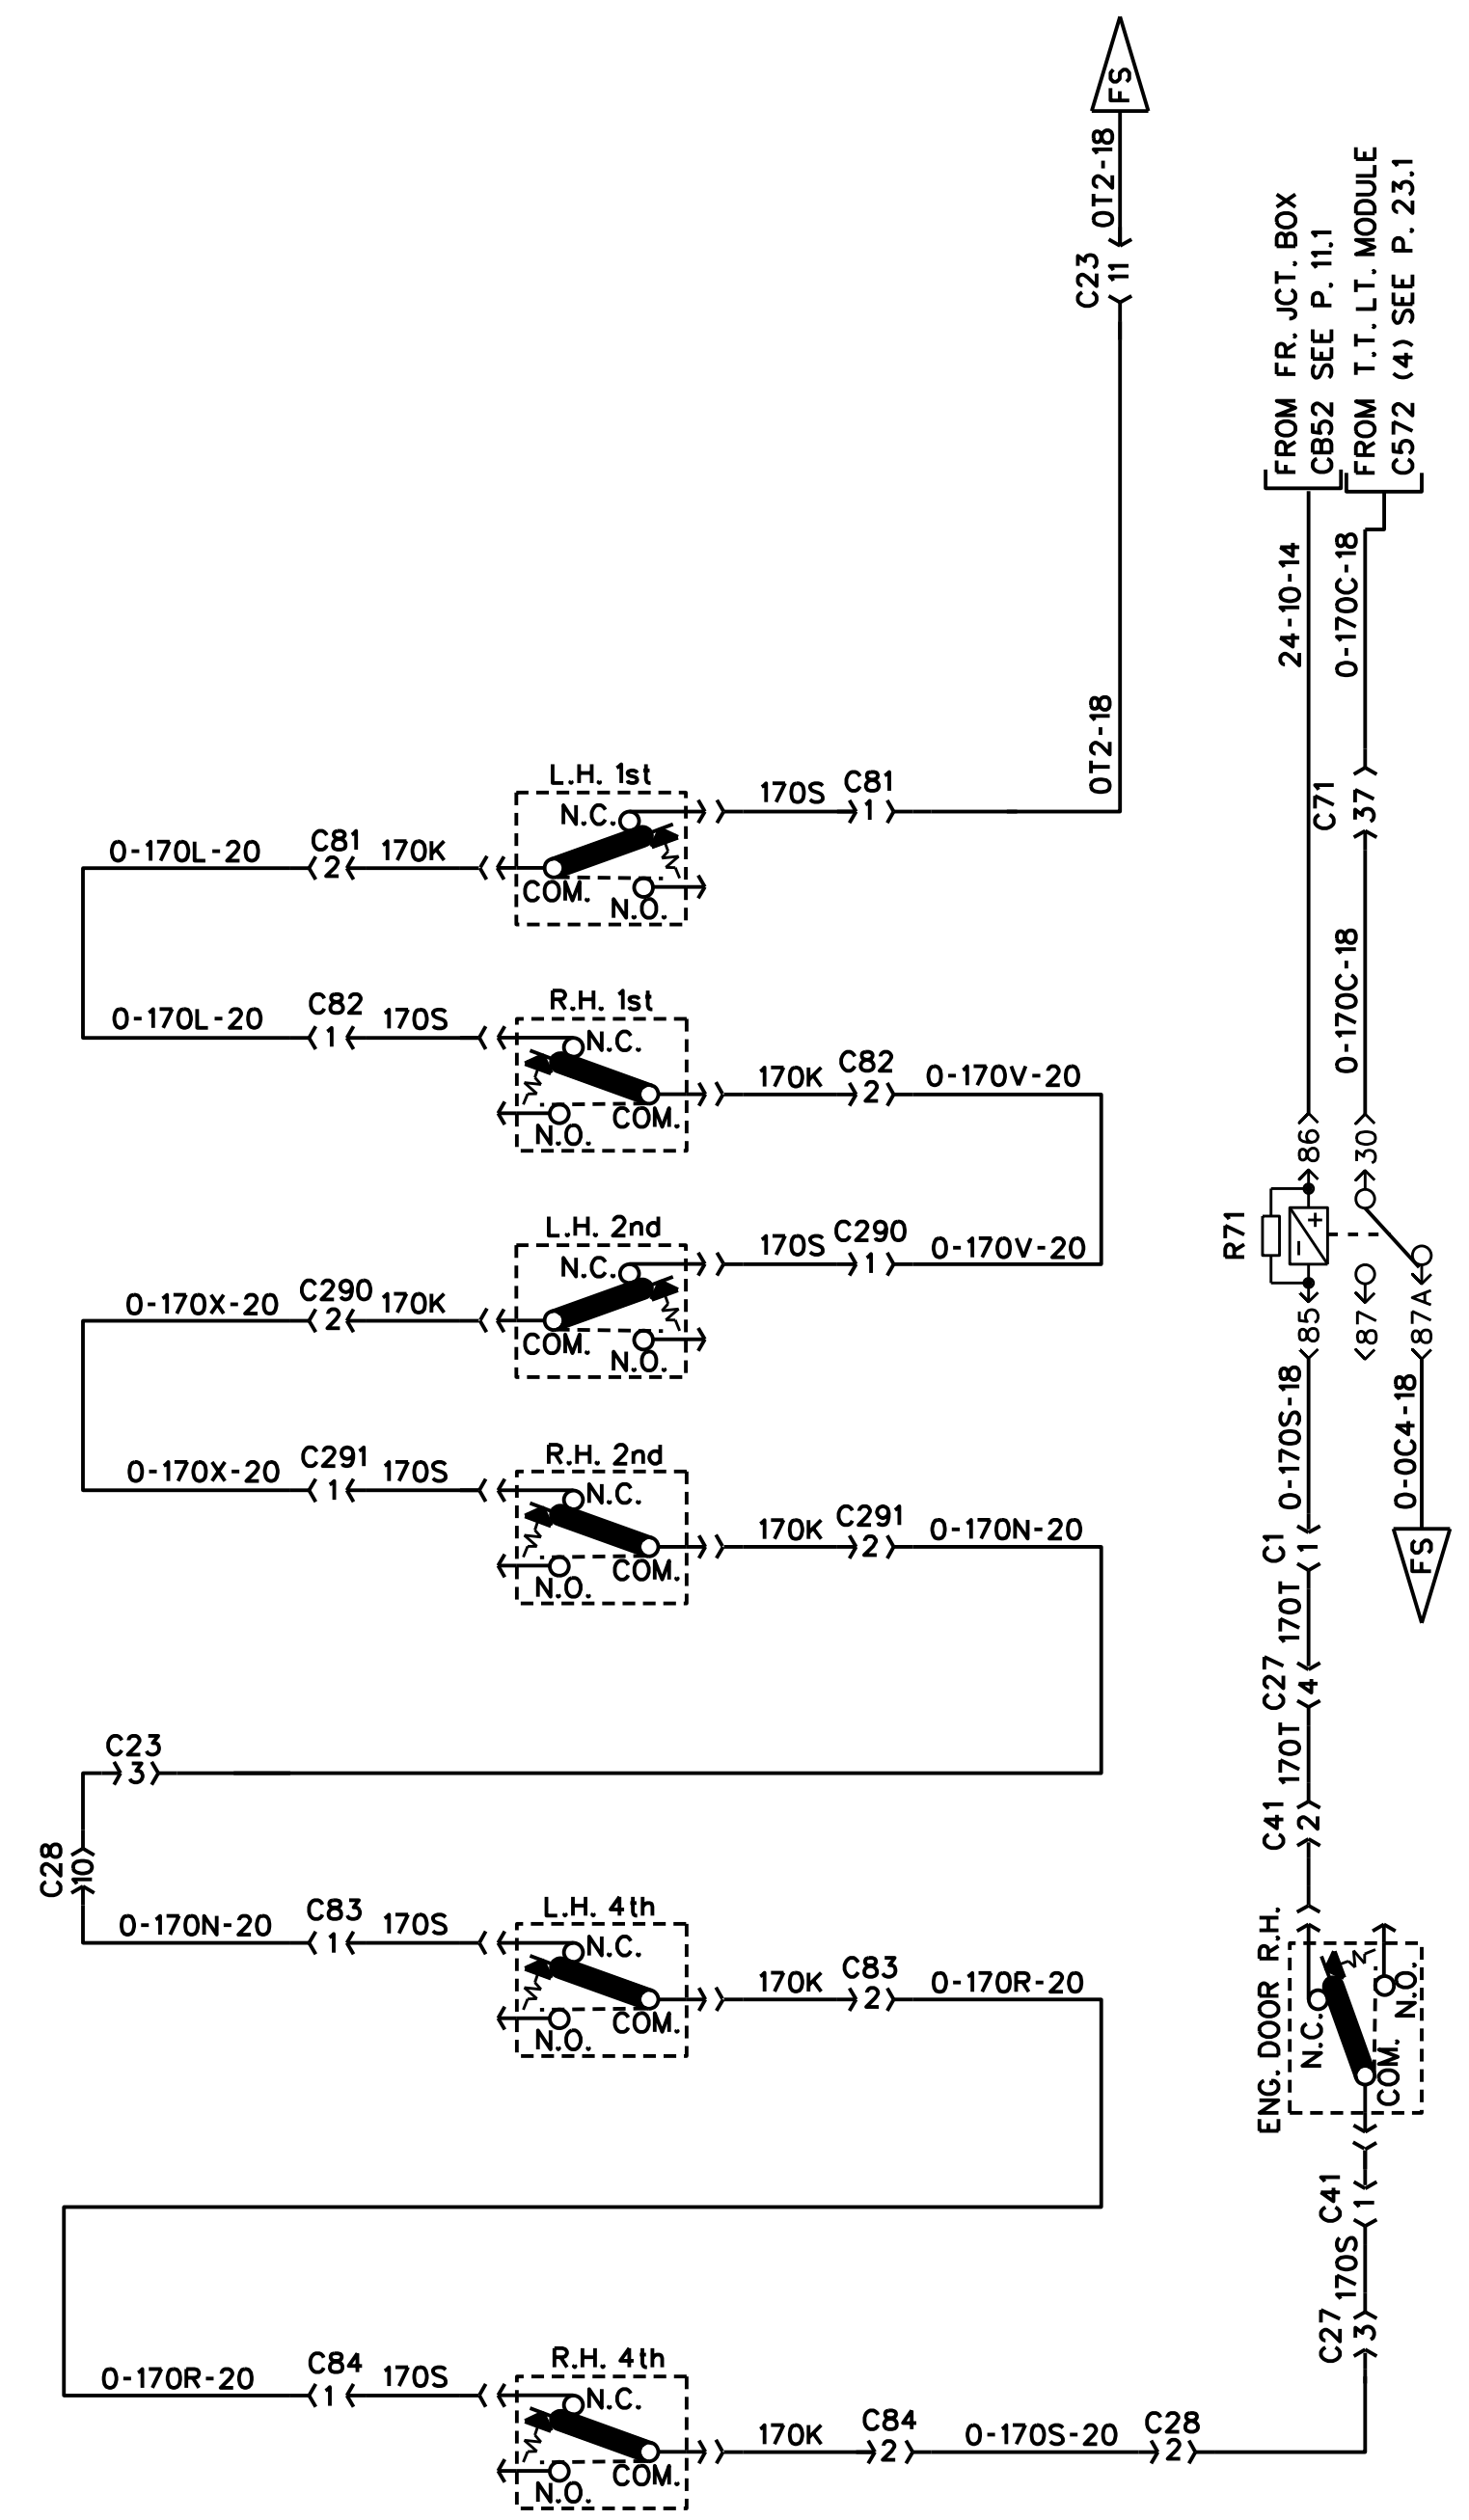 FS
0T2-18
C23
11
0T2-18
FROM FR. JCT. BOX
CB52 SEE P. 11.1
FROM T.T. LT. MODULE
C572 (4) SEE P. 23.1
24-10-14
0-170C-18
C71
37
0-170C-18
L.H. 1st
N.C.
COM.
N.O.
170S
C81
1
0-170L-20
C81
2
170K
0-170L-20
C82
1
170S
R.H. 1st
N.C.
COM.
N.O.
170K
C82
2
0-170V-20
R71
86
30
+
-
85
87
87A
L.H. 2nd
N.C.
COM.
N.O.
170S
C290
1
0-170V-20
0-170X-20
C290
2
170K
0-170X-20
C291
1
170S
R.H. 2nd
N.C.
COM.
N.O.
170K
C291
2
0-170N-20
0-170S-18
0-0C4-18
FS
C1
1
170T
C27
4
170T
C41
2
C23
3
C28
10
0-170N-20
C83
1
170S
L.H. 4th
N.C.
COM.
N.O.
170K
C83
2
0-170R-20
ENG. DOOR R.H.
N.C.
COM.
N.O.
C41
1
170S
C27
3
0-170R-20
C84
1
170S
R.H. 4th
N.C.
COM.
N.O.
170K
C84
2
0-170S-20
C28
2